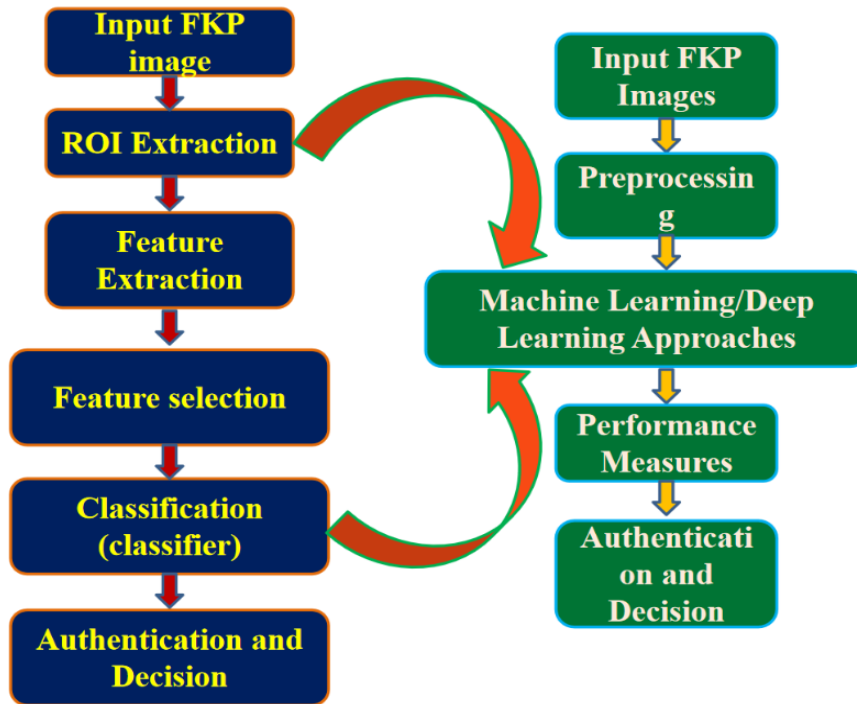 Input FKP
image
ROI Extraction
Feature
Extraction
Feature selection
Classification
(classifier)
Authentication and
Decision
Input FKP
Images
Preprocessin
g
Machine Learning/Deep
Learning Approaches
Performance
Measures
Authenticati
on and
Decision